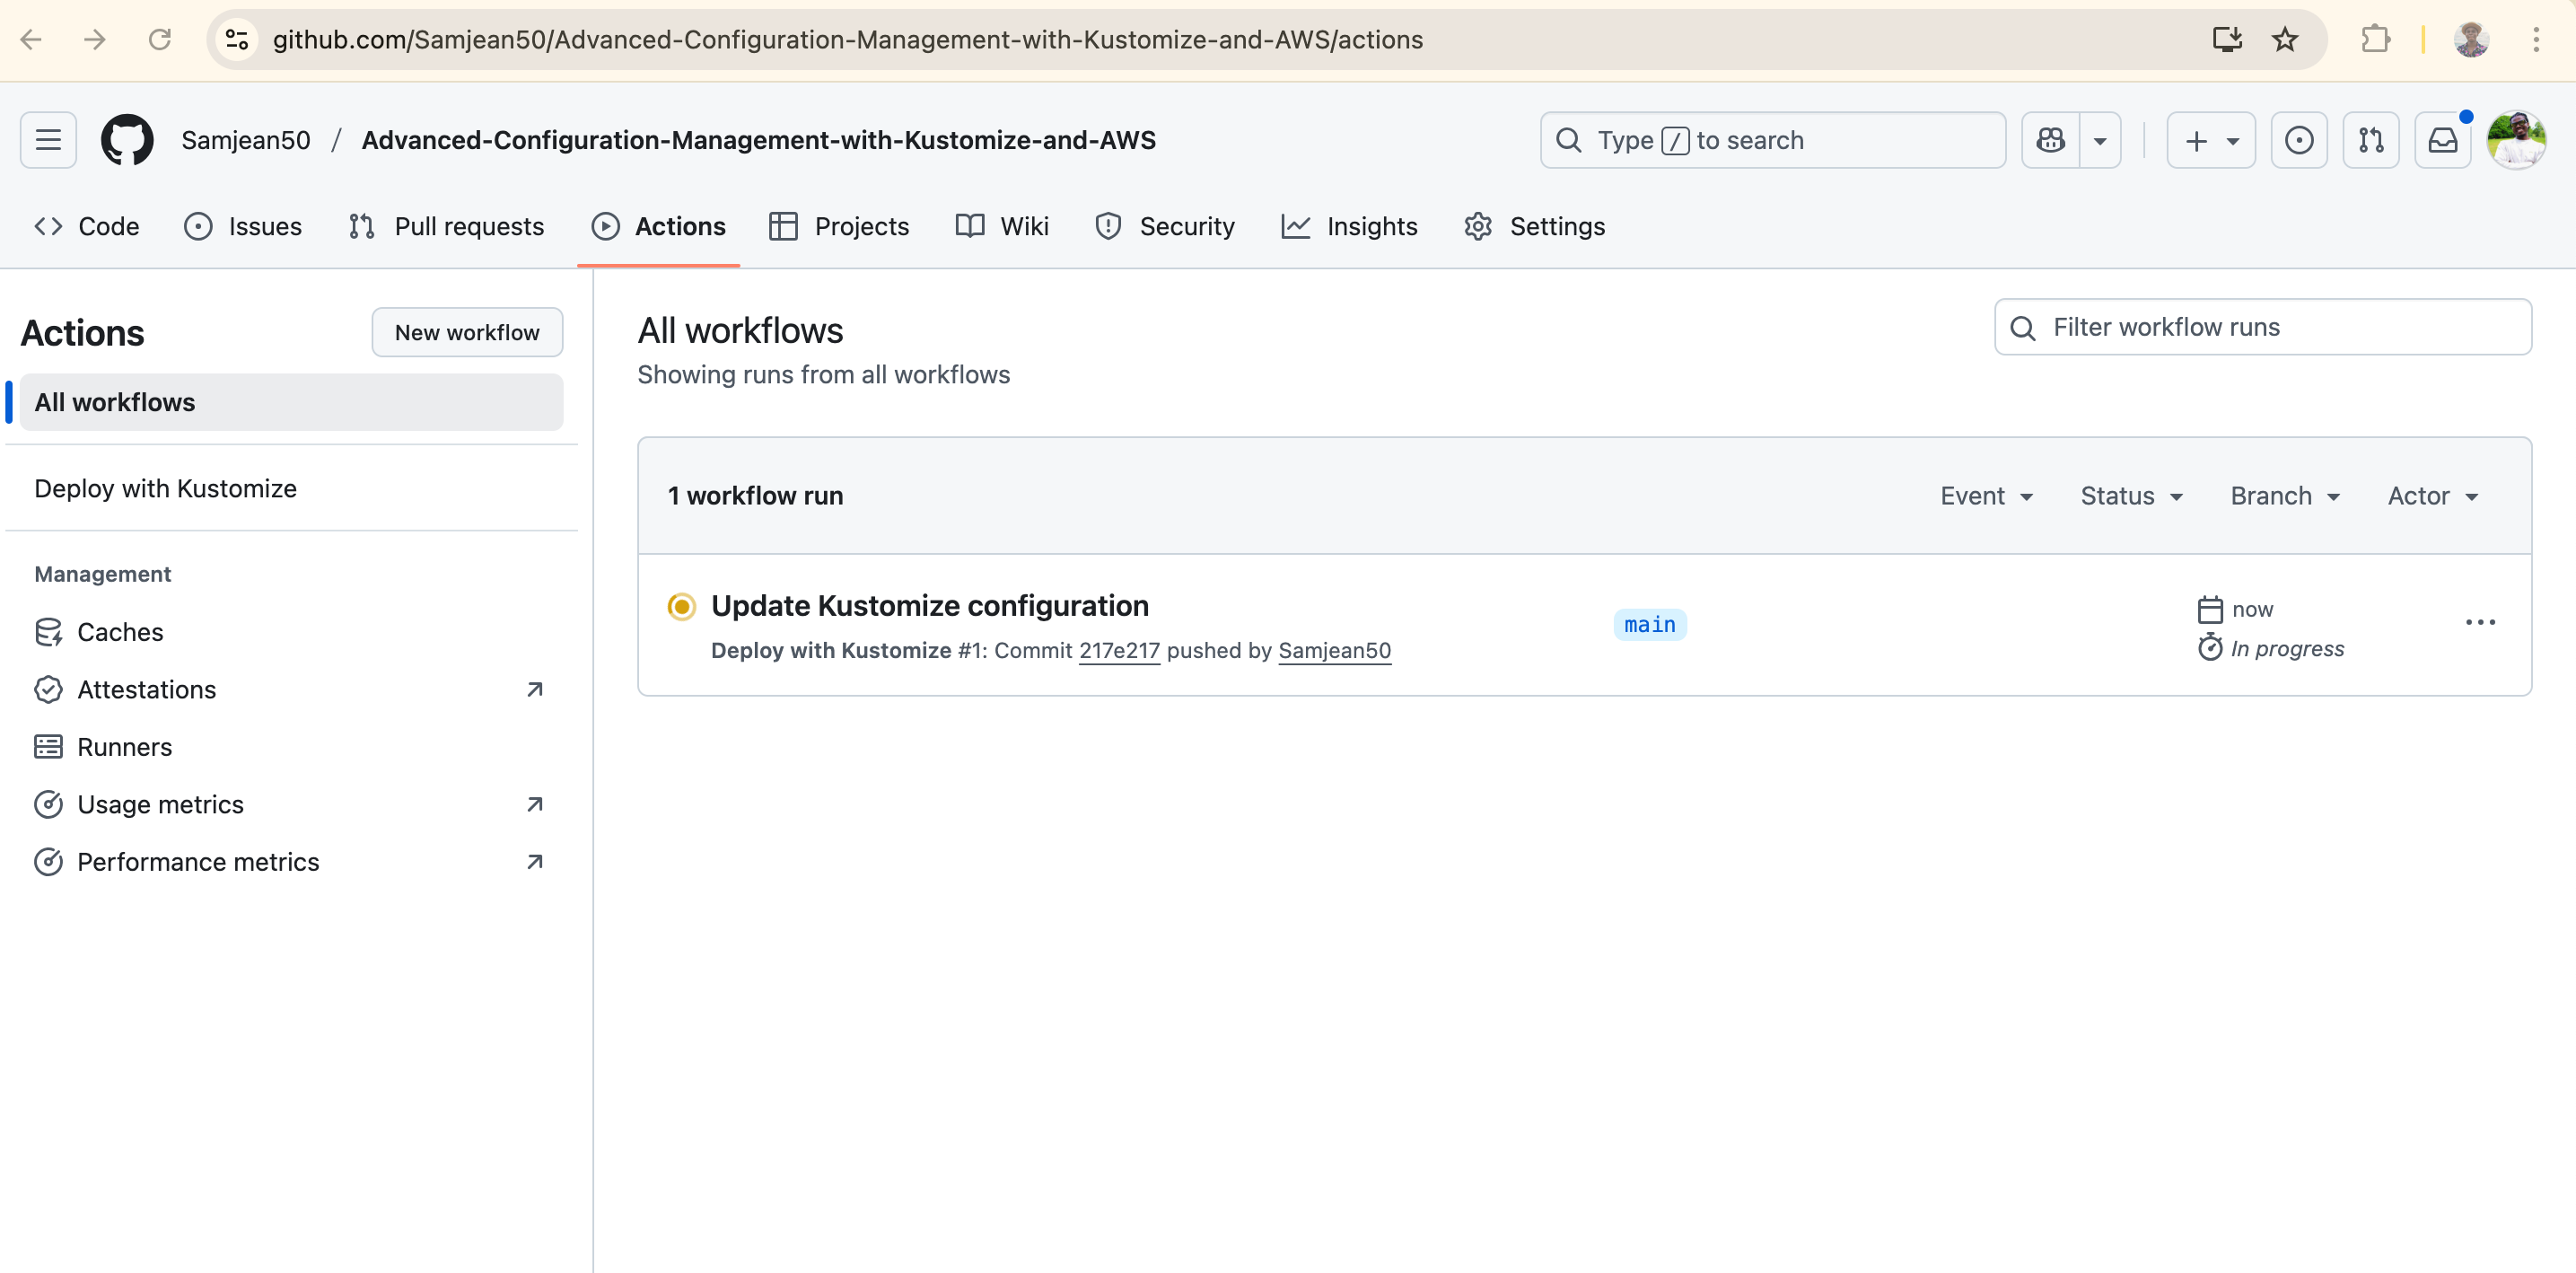 github.com/Samjean50/Advanced-Configuration-Management-with-Kustomize-and-AWS/actions
Samjean50 / Advanced-Configuration-Management-with-Kustomize-and-AWS
Type / to search
Code Issues Pull requests Actions Projects Wiki Security Insights Settings
Actions
New workflow
All workflows
Deploy with Kustomize
Management
Caches
Attestations
Runners
Usage metrics
Performance metrics
All workflows
Showing runs from all workflows
Filter workflow runs
1 workflow run
Event Status Branch Actor
Update Kustomize configuration
Deploy with Kustomize #1: Commit 217e217 pushed by Samjean50
main
now
In progress